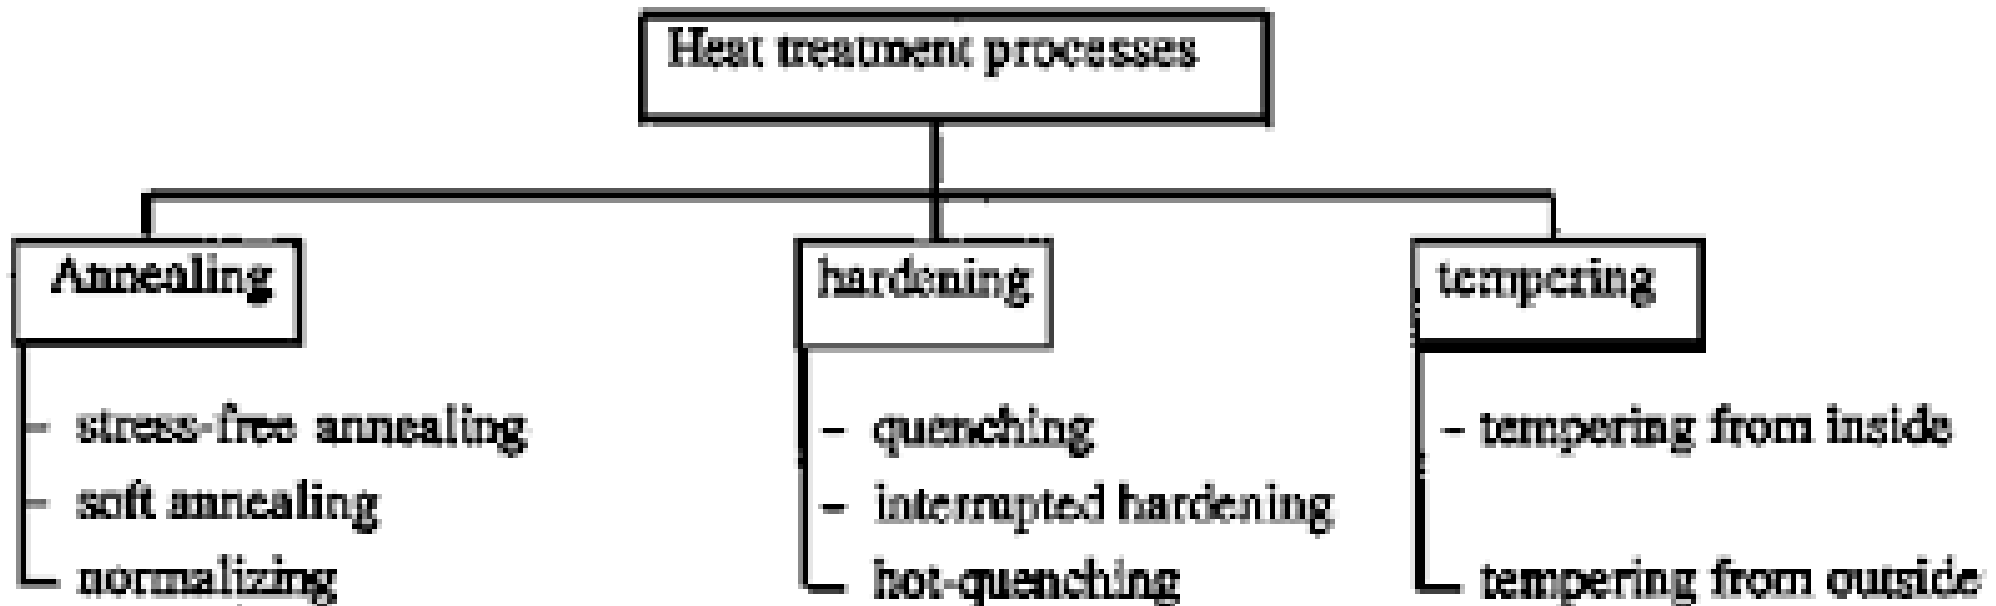 Heat treatment processes
Annealing
hardening
tempering
- stress-free annealing
- soft annealing
normalizing
- quenching
- interrupted hardening
hot-quenching
- tempering from inside
tempering from outside